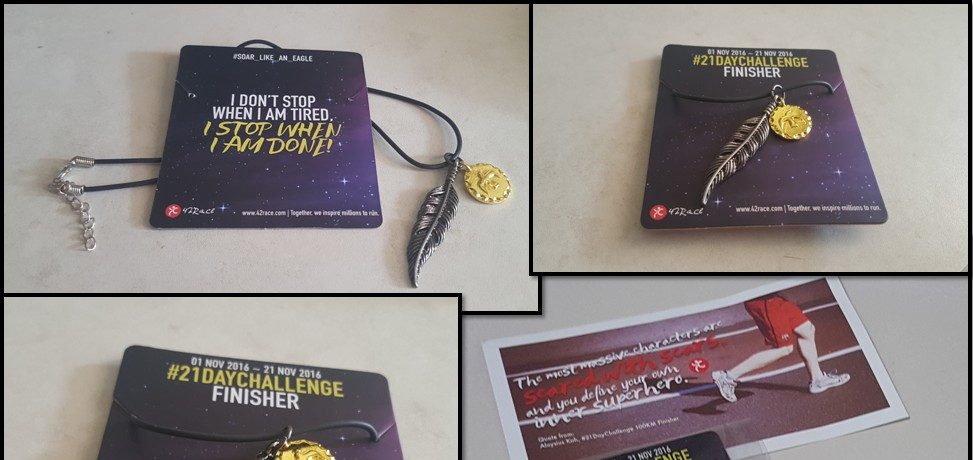 #SOAR_LIKE_AN_EAGLE
I DON'T STOP
WHEN I AM TIRED,
I STOP WHEN
I AM DONE!
42Race
www.42race.com | Together, we inspire millions to run.
01 NOV 2016 ~ 21 NOV 2016
#21DAYCHALLENGE
FINISHER
42Race
www.42race.com | Together, we inspire millions to run.
01 NOV 2016 ~ 21 NOV 2016
#21DAYCHALLENGE
FINISHER
The most massive characters are
seared with scars,
and you define your own
inner superhero.
Quote from:
Aloysius Koh, #21DayChallenge 100KM Finisher
21 NOV 2016